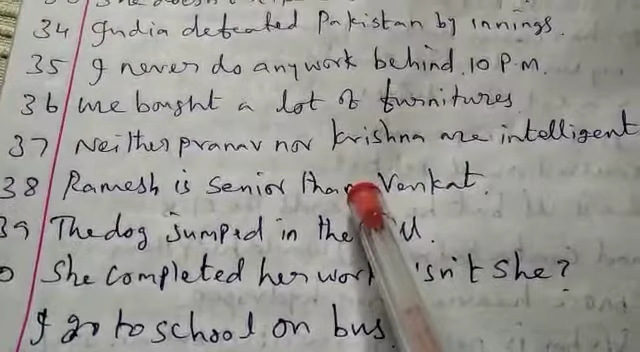 34 India defeated Pakistan by innings.
35 I never do any work behind 10 P.M.
36 we bought a lot of furnitures
37 Neither pranav nor krishna are intelligent
38 Ramesh is senior than Venkat.
39 The dog jumped in the
She completed her work isn't she?
I go to school on bus